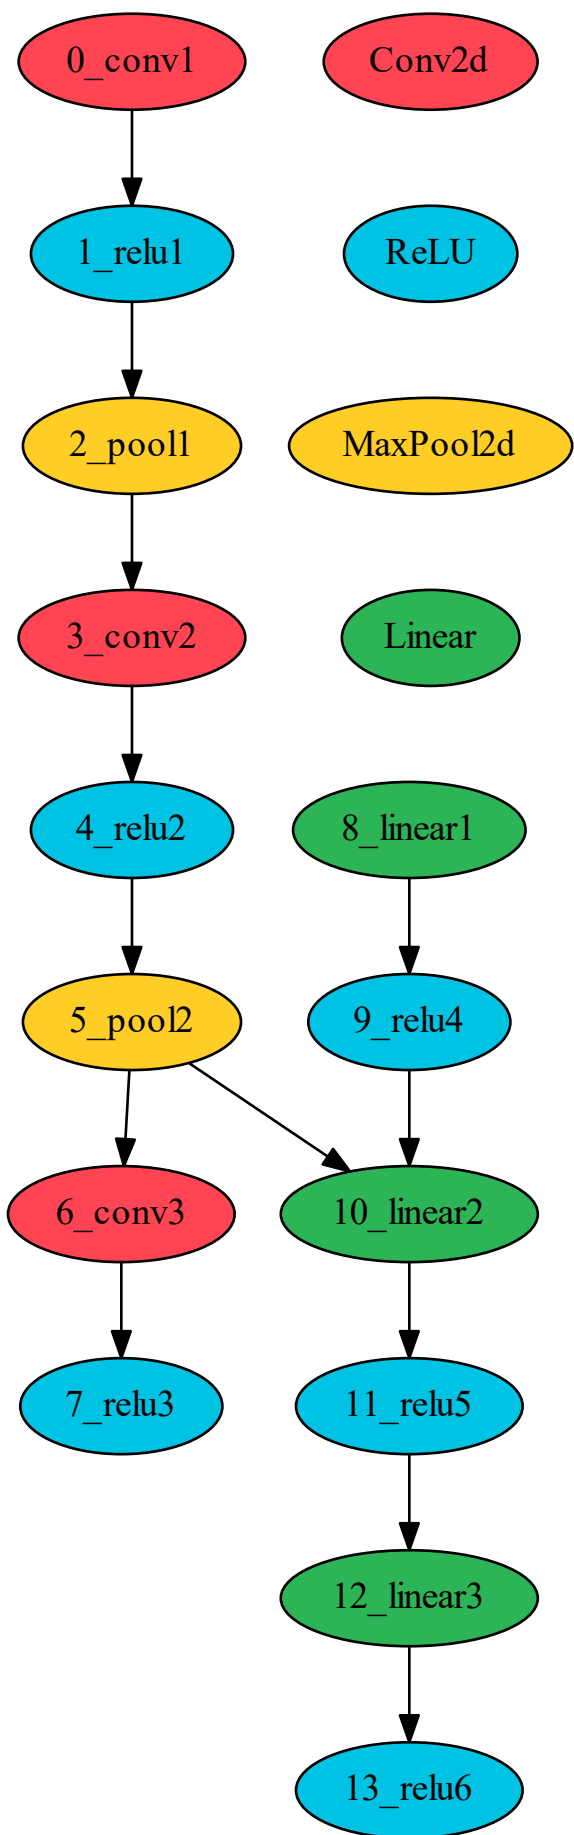 0_conv1
Conv2d
1_relu1
ReLU
2_pool1
MaxPool2d
3_conv2
Linear
4_relu2
8_linear1
5_pool2
9_relu4
6_conv3
10_linear2
7_relu3
11_relu5
12_linear3
13_relu6